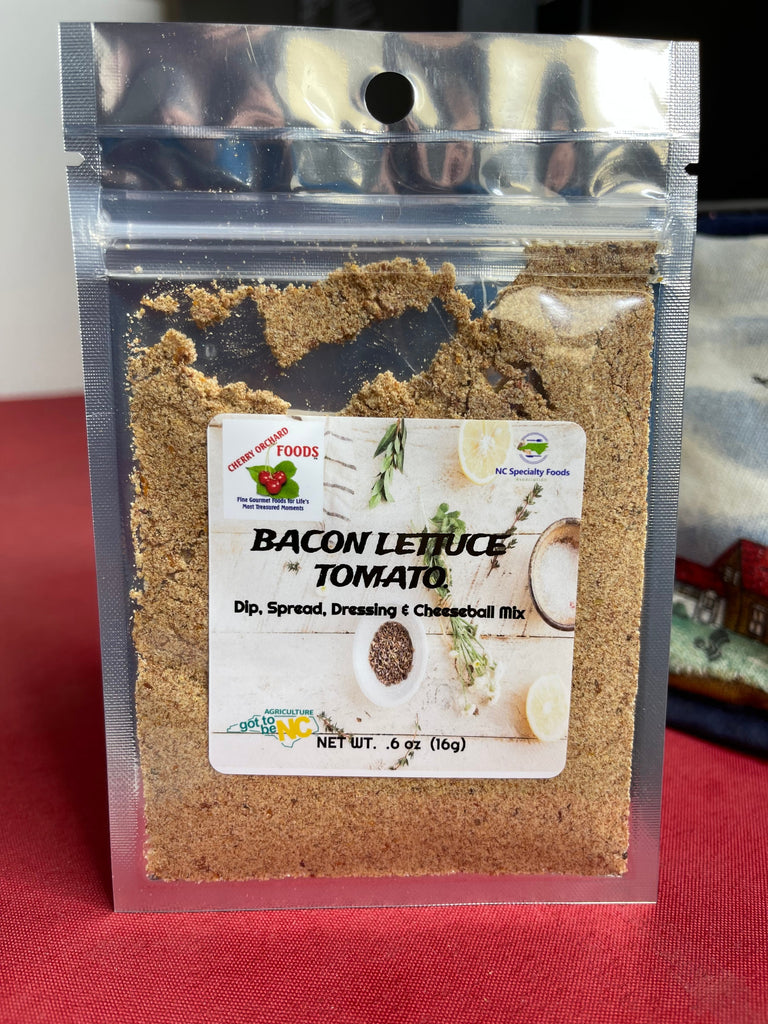 CHERRY ORCHARD
FOODS
Fine Gourmet Foods for Life's
Most Treasured Moments
NC Specialty Foods
Association
BACON LETTUCE
TOMATO
Dip, Spread, Dressing & Cheeseball Mix
AGRICULTURE
got to
be NC
NET WT. .6 oz (16g)